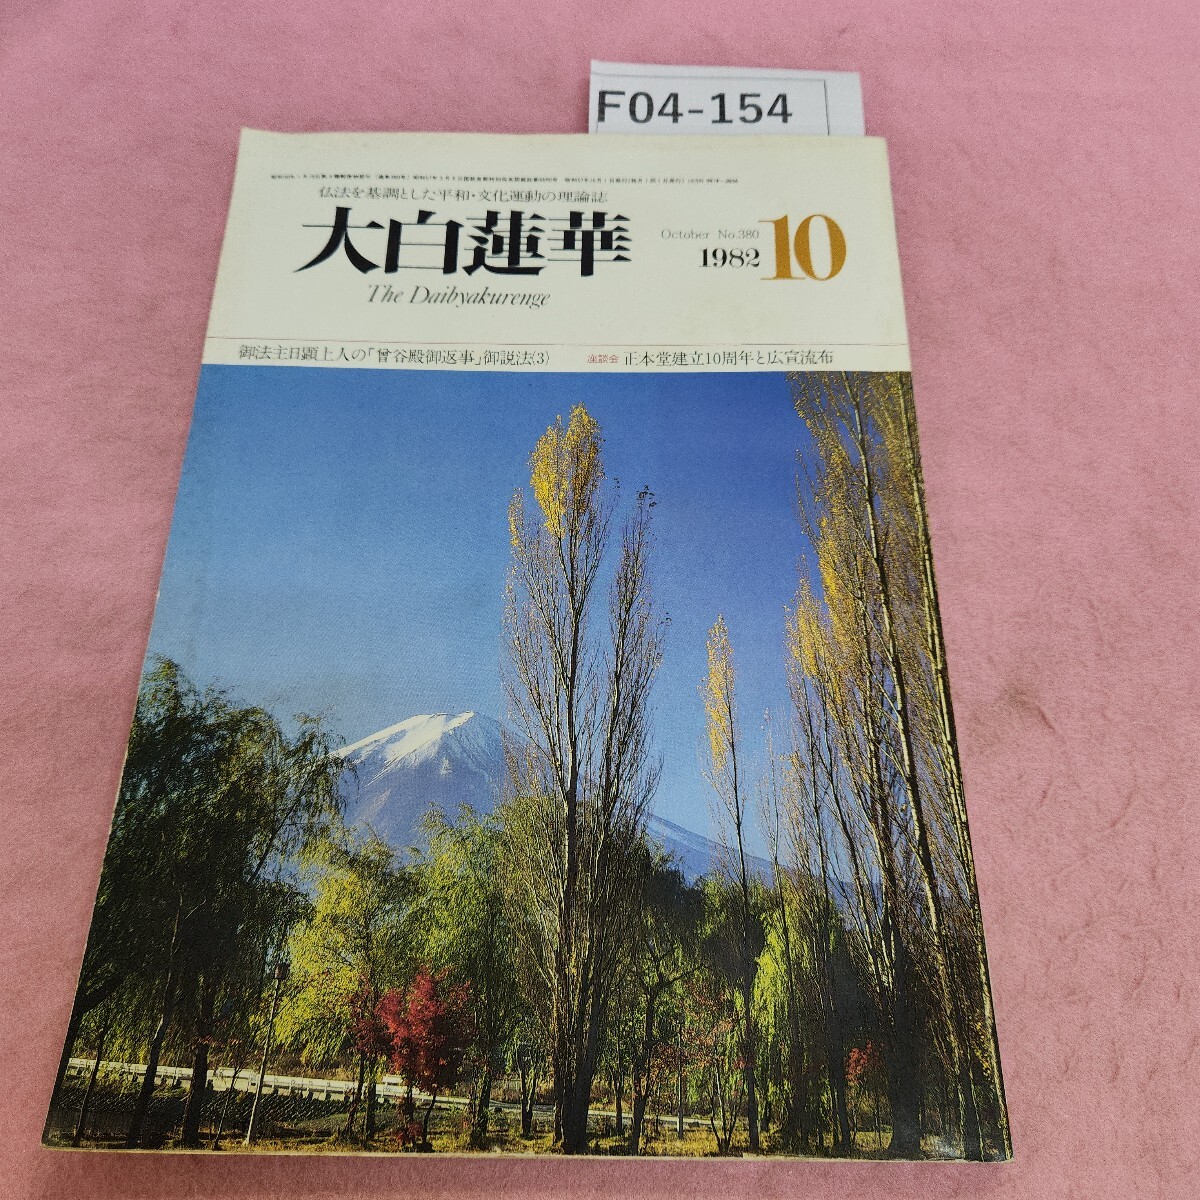 F04-154
仏法を基調とした平和・文化運動の理論誌
大白蓮華
The Daibyakurenge
October No.380
1982
10
御法主日顕上人の「曾谷殿御返事」御説法(3)
座談会 正本堂建立10周年と広宣流布